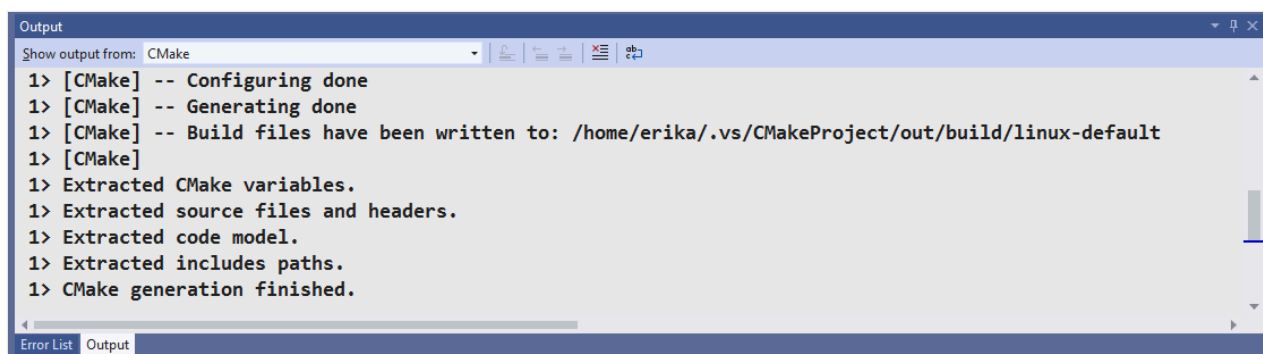 Output
Show output from: CMake
1> [CMake] -- Configuring done
1> [CMake] -- Generating done
1> [CMake] -- Build files have been written to: /home/erika/.vs/CMakeProject/out/build/linux-default
1> [CMake]
1> Extracted CMake variables.
1> Extracted source files and headers.
1> Extracted code model.
1> Extracted includes paths.
1> CMake generation finished.
Error List Output